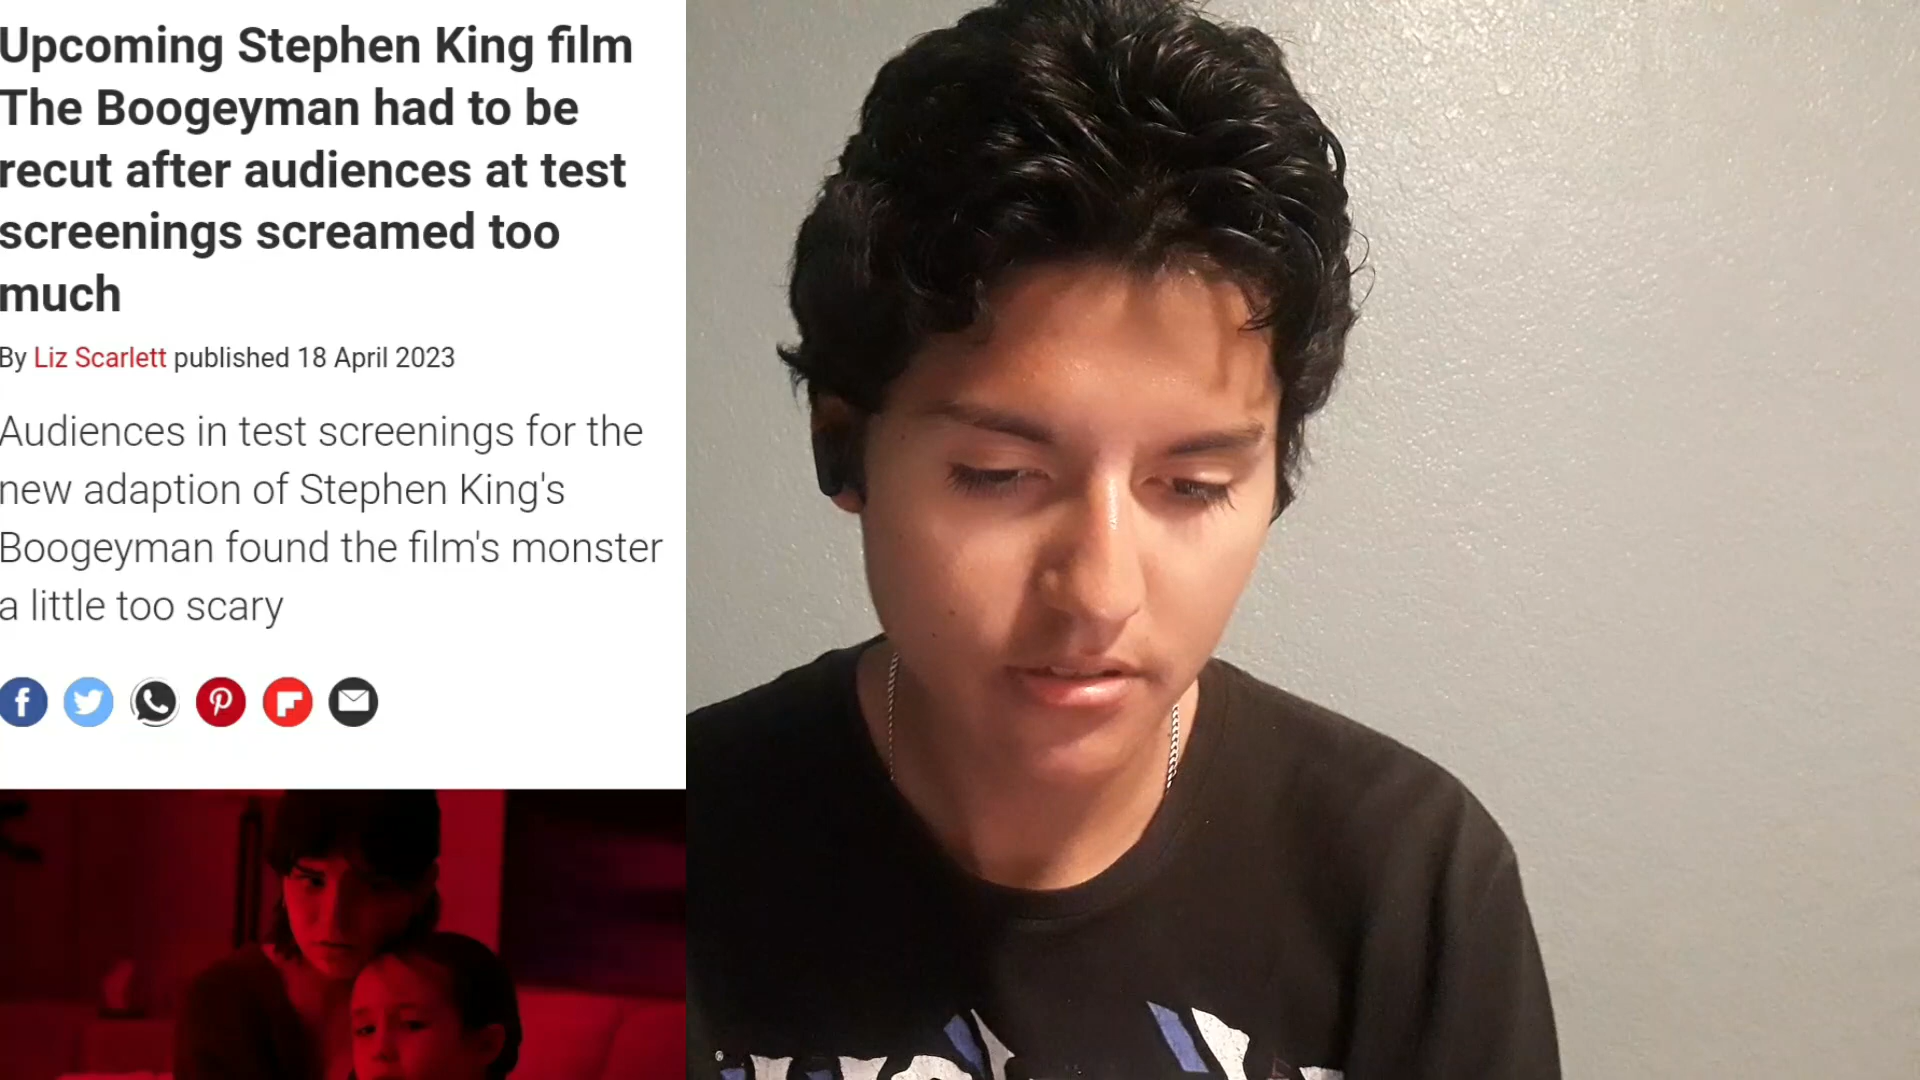 Upcoming Stephen King film
The Boogeyman had to be
recut after audiences at test
screenings screamed too
much
By Liz Scarlett published 18 April 2023
Audiences in test screenings for the
new adaption of Stephen King's
Boogeyman found the film's monster
a little too scary